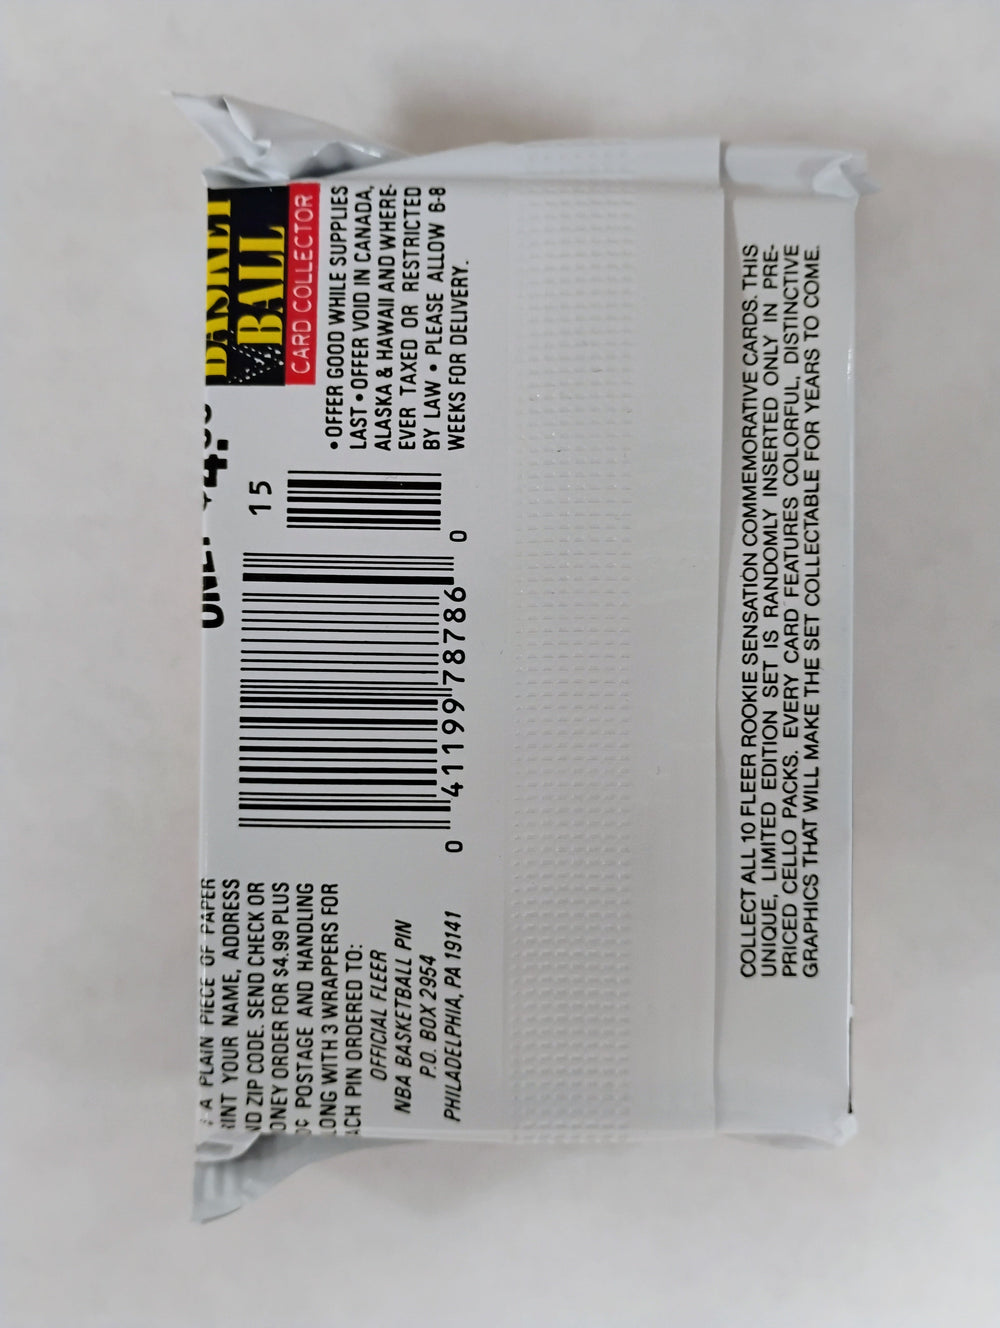 A PLAIN PIECE OF PAPER
INT YOUR NAME, ADDRESS
ND ZIP CODE. SEND CHECK OR
ONEY ORDER FOR $4.99 PLUS
0¢ POSTAGE AND HANDLING
LONG WITH 3 WRAPPERS FOR
ACH PIN ORDERED TO:
OFFICIAL FLEER
NBA BASKETBALL PIN
P.O. BOX 2954
PHILADELPHIA, PA 19141
15
0 41199 78786 0
BASKET
BALL
CARD COLLECTOR
•OFFER GOOD WHILE SUPPLIES
LAST • OFFER VOID IN CANADA,
ALASKA & HAWAII AND WHERE-
EVER TAXED OR RESTRICTED
BY LAW • PLEASE ALLOW 6-8
WEEKS FOR DELIVERY.
COLLECT ALL 10 FLEER ROOKIE SENSATION COMMEMORATIVE CARDS. THIS
UNIQUE, LIMITED EDITION SET IS RANDOMLY INSERTED ONLY IN PRE-
PRICED CELLO PACKS. EVERY CARD FEATURES COLORFUL, DISTINCTIVE
GRAPHICS THAT WILL MAKE THE SET COLLECTABLE FOR YEARS TO COME.